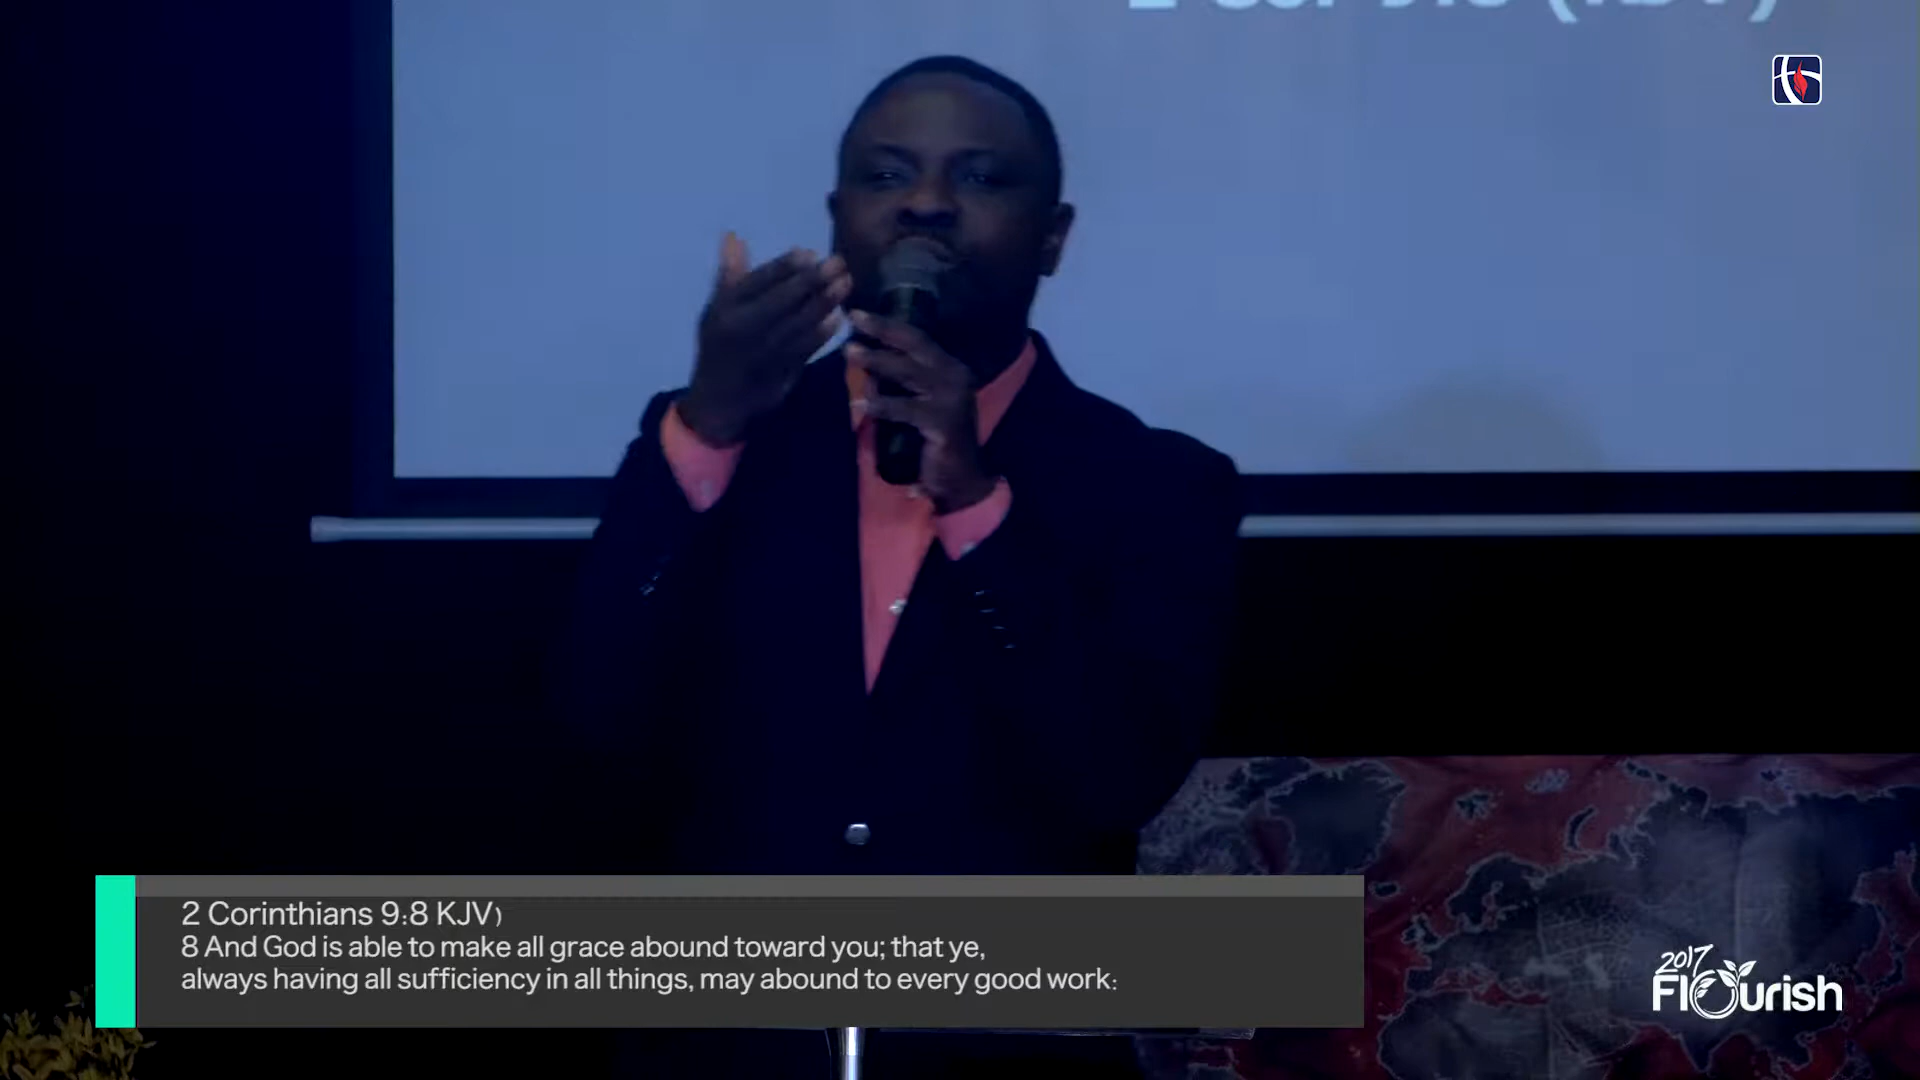 2 Corinthians 9:8 KJV)
8 And God is able to make all grace abound toward you; that ye,
always having all sufficiency in all things, may abound to every good work:
2017
Flourish